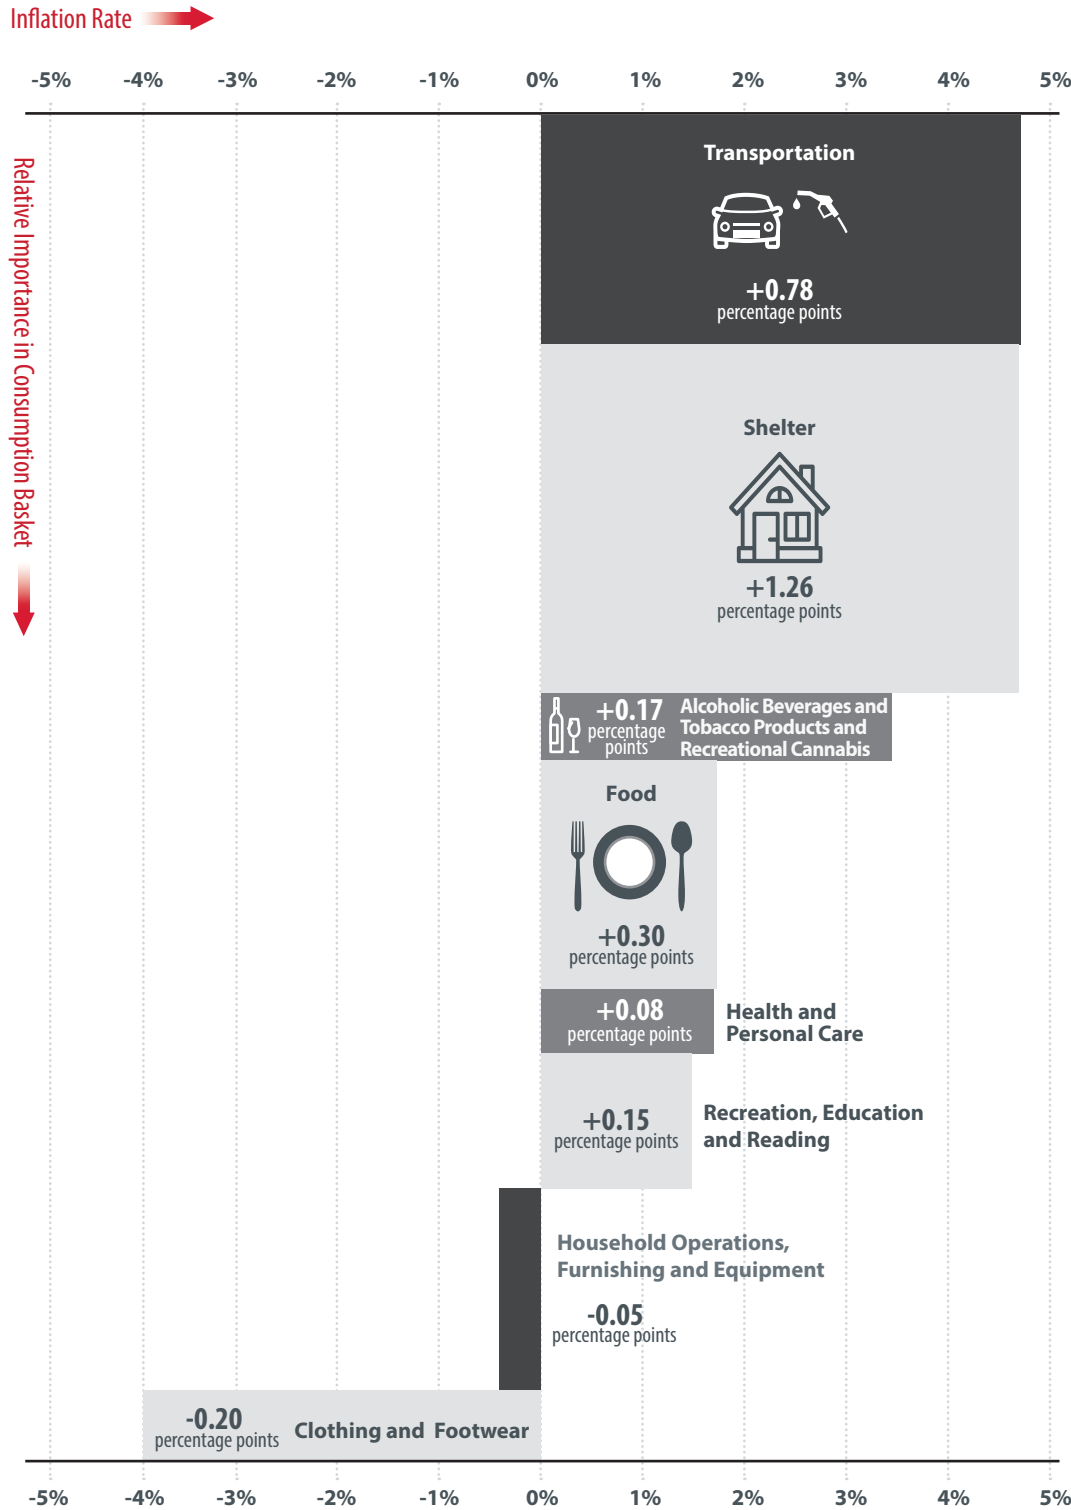 Inflation Rate
-5% -4% -3% -2% -1% 0% 1% 2% 3% 4% 5%
Relative Importance in Consumption Basket
Transportation
+0.78
percentage points
Shelter
+1.26
percentage points
+0.17
percentage
points
Alcoholic Beverages and
Tobacco Products and
Recreational Cannabis
Food
+0.30
percentage points
+0.08
percentage points
Health and
Personal Care
+0.15
percentage points
Recreation, Education
and Reading
Household Operations,
Furnishing and Equipment
-0.05
percentage points
-0.20
percentage points
Clothing and Footwear
-5% -4% -3% -2% -1% 0% 1% 2% 3% 4% 5%